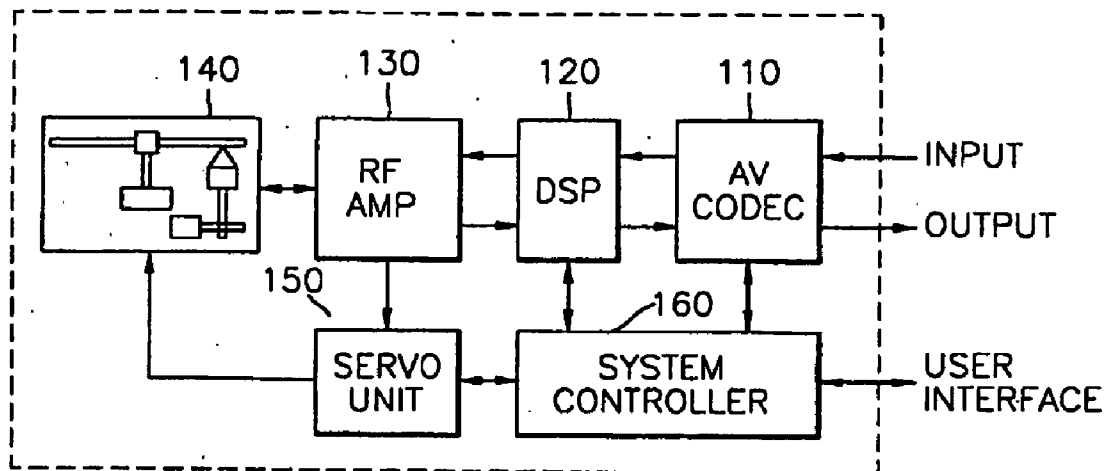 140
130
120
110
RF
AMP
DSP
AV
CODEC
INPUT
OUTPUT
150
160
SERVO
UNIT
SYSTEM
CONTROLLER
USER
INTERFACE